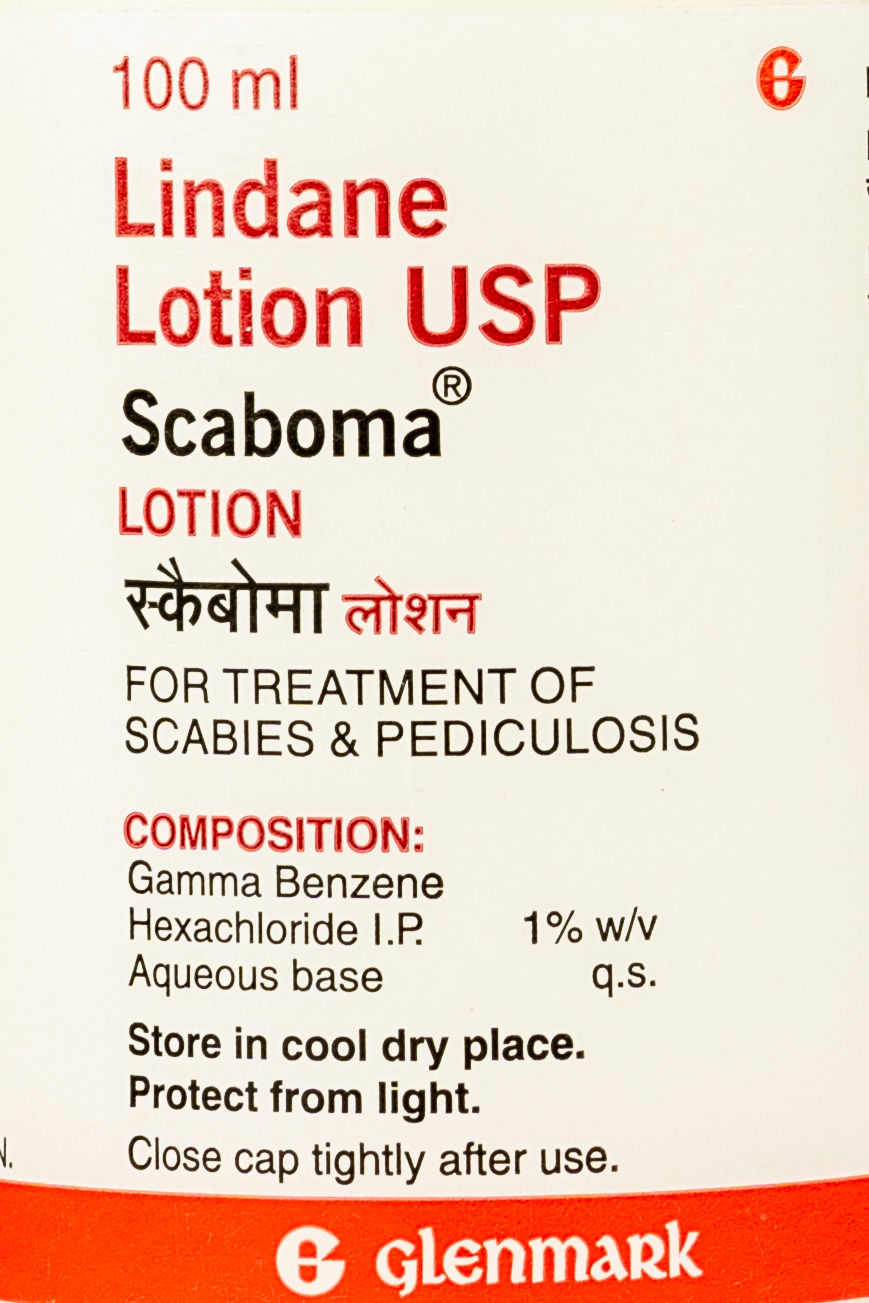 100 ml
Lindane
Lotion USP
Scaboma®
LOTION
स्कैबोमा लोशन
FOR TREATMENT OF
SCABIES & PEDICULOSIS
COMPOSITION:
Gamma Benzene
Hexachloride I.P. 1% w/v
Aqueous base q.s.
Store in cool dry place.
Protect from light.
Close cap tightly after use.
glenmark